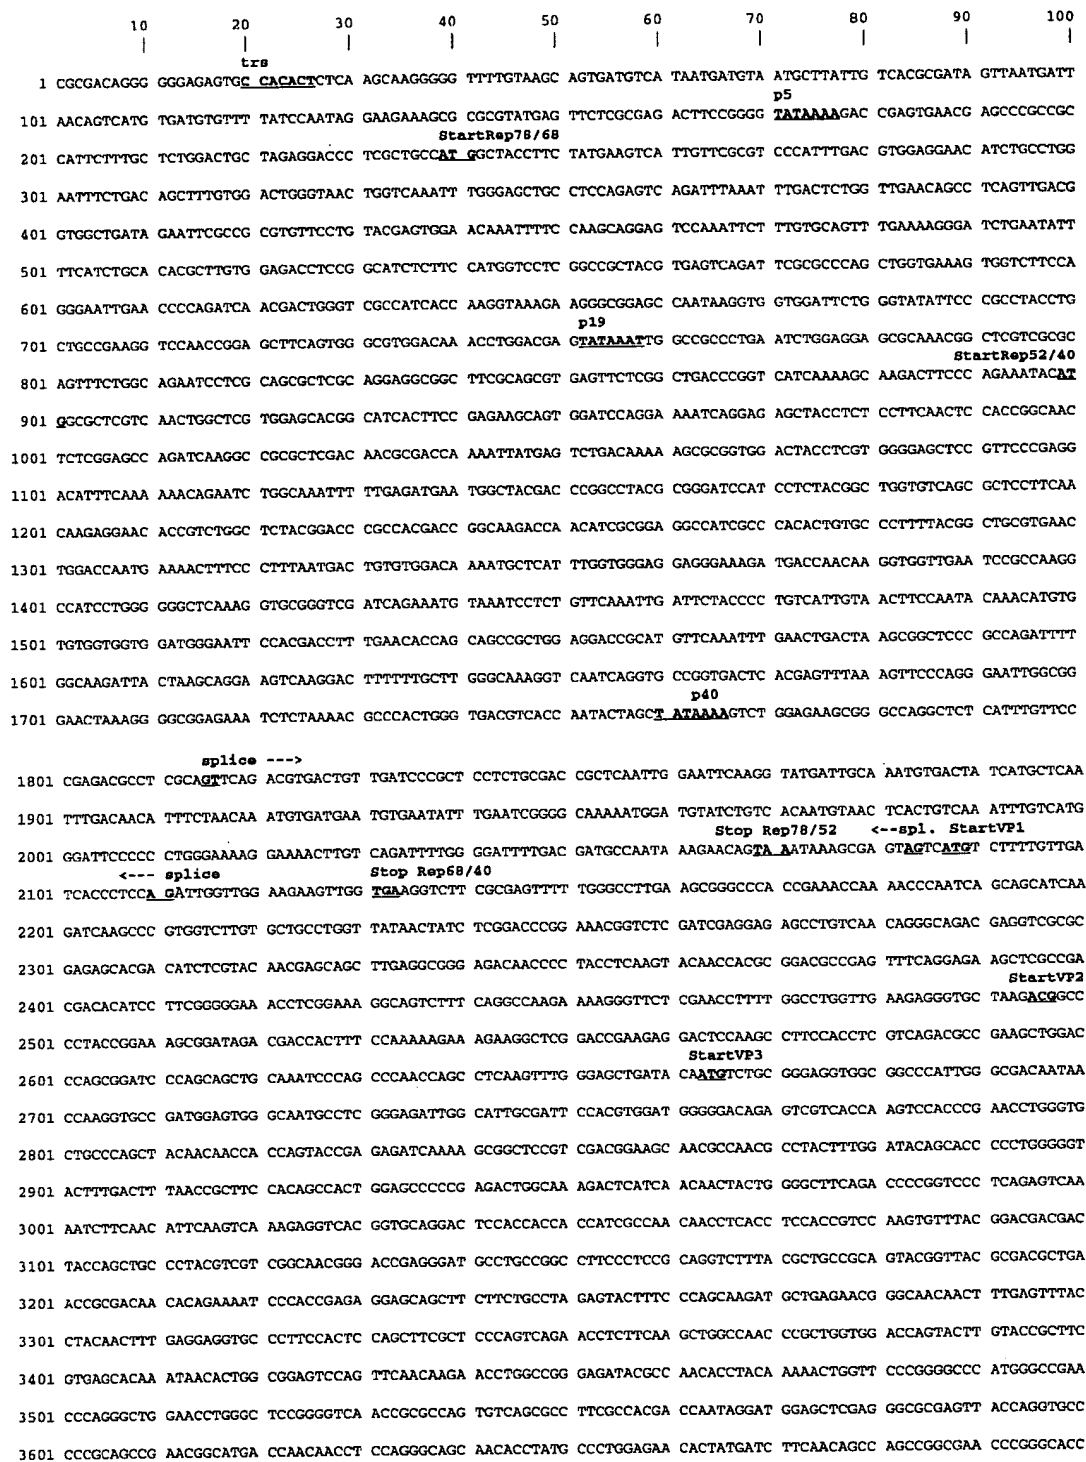 10 20 30 40 50 60 70 80 90 100
trs
1 CGCGACAGGG GGGAGAGTGC CACACTCTCA AGCAAGGGGG GTTTTGTAAGC AGTGATGTCA TAATGATGTA ATGCTTATTG TCACGCGATA GTTAATGATT
p5
101 AACAGTCATG TGATGTGTTT TATCCAATAG GAAGAAAGCG CGCGTATGAG TTCTCGCGAG ACTTCCGGGG TATAAAAGAC CGAGTGAACG AGCCCGCCGC
StartRep78/68
201 CATTCTTTGC TCTGGACTGC TAGAGGACCC TCGCTGCCAT GGCTACCTTC TATGAAGTCA TTGTTCGCGT CCCATTTGAC GTGGAGGAAC ATCTGCCTGG
301 AATTTCTGAC AGCTTTGTGG ACTGGGTAAC TGGTCAAATT TGGGAGCTGC CTCCAGAGTC AGATTTAAAT TTGACTCTGG TTGAACAGCC TCAGTTGACG
401 GTGGCTGATA GAATTCGCCG CGTGTTCCTG TACGAGTGGA ACAAATTTTC CAAGCAGGAG TCCAAATTCT TTGTGCAGTT TGAAAAGGGA TCTGAATATT
501 TTCATCTGCA CACGCTTGTG GAGACCTCCG GCATCTCTTC CATGGTCCTC GGCCGCTACG TGAGTCAGAT TCGCGCCCAG CTGGTGAAAG TGGTCTTCCA
601 GGGAATTGAA CCCCAGATCA ACGACTGGGT CGCCATCACC AAGGTAAAGA AGGGCGGAGC CAATAAGGTG GTGGATTCTG GGTATATTCC CGCCTACCTG
p19
701 CTGCCGAAGG TCCAACCGGA GCTTCAGTGG GCGTGGACAA ACCTGGACGA GTATAAATTG GCCGCCCTGA ATCTGGAGGA GCGCAAACGG CTCGTCGCGC
StartRep52/40
801 AGTTTCTGGC AGAATCCTCG CAGCGCTCGC AGGAGGCGGC TTCGCAGCGT GAGTTCTCGG CTGACCCGGT CATCAAAAGC AAGACTTCCC AGAAATACAT
901 GGCGCTCGTC AACTGGCTCG TGGAGCACGG CATCACTTCC GAGAAGCAGT GGATCCAGGA AAATCAGGAG AGCTACCTCT CCTTCAACTC CACCGGCAAC
1001 TCTCGGAGCC AGATCAAGGC CGCGCTCGAC AACGCGACCA AAATTATGAG TCTGACAAAA AGCGCGGTGG ACTACCTCGT GGGGAGCTCC GTTCCCGAGG
1101 ACATTTCAAA AAACAGAATC TGGCAAATTT TTGAGATGAA TGGCTACGAC CCGGCCTACG CGGGATCCAT CCTCTACGGC TGGTGTCAGC GCTCCTTCAA
1201 CAAGAGGAAC ACCGTCTGGC TCTACGGACC CGCCACGACC GGCAAGACCA ACATCGCGGA GGCCATCGCC CACACTGTGC CCTTTTACGG CTGCGTGAAC
1301 TGGACCAATG AAAACTTTCC CTTTAATGAC TGTGTGGACA AAATGCTCAT TTGGTGGGAG GAGGGAAAGA TGACCAACAA GGTGGTTGAA TCCGCCAAGG
1401 CCATCCTGGG GGGCTCAAAG GTGCGGGTCG ATCAGAAATG TAAATCCTCT GTTCAAATTG ATTCTACCCC TGTCATTGTA ACTTCCAATA CAAACATGTG
1501 TGTGGTGGTG GATGGGAATT CCACGACCTT TGAACACCAG CAGCCGCTGG AGGACCGCAT GTTCAAATTT GAACTGACTA AGCGGCTCCC GCCAGATTTT
1601 GGCAAGATTA CTAAGCAGGA AGTCAAGGAC TTTTTTGCTT GGGCAAAGGT CAATCAGGTG CCGGTGACTC ACGAGTTTAA AGTTCCCAGG GAATTGGCGG
p40
1701 GAACTAAAGG GGCGGAGAAA TCTCTAAAAC GCCCACTGGG TGACGTCACC AATACTAGCT ATAAAAGTCT GGAGAAGCGG GCCAGGCTCT CATTTGTTCC
splice --->
1801 CGAGACGCCT CGCAGTTCAG ACGTGACTGT TGATCCCGCT CCTCTGCGAC CGCTCAATTG GAATTCAAGG TATGATTGCA AATGTGACTA TCATGCTCAA
1901 TTTGACAACA TTTCTAACAA ATGTGATGAA TGTGAATATT TGAATCGGGG CAAAAATGGA TGTATCTGTC ACAATGTAAC TCACTGTCAA ATTTGTCATG
Stop Rep78/52 <--spl. StartVP1
2001 GGATTCCCCC CTGGGAAAAG GAAAACTTGT CAGATTTTGG GGATTTTGAC GATGCCAATA AAGAACAGTA AATAAAGCGA GTAGTCATGT CTTTTGTTGA
<--- splice Stop Rep68/40
2101 TCACCCTCCA GATTGGTTGG AAGAAGTTGG TGAAGGTCTT CGCGAGTTTT TGGGCCTTGA AGCGGGCCCA CCGAAACCAA AACCCAATCA GCAGCATCAA
2201 GATCAAGCCC GTGGTCTTGT GCTGCCTGGT TATAACTATC TCGGACCCGG AAACGGTCTC GATCGAGGAG AGCCTGTCAA CAGGGCAGAC GAGGTCGCGC
2301 GAGAGCACGA CATCTCGTAC AACGAGCAGC TTGAGGCGGG AGACAACCCC TACCTCAAGT ACAACCACGC GGACGCCGAG TTTCAGGAGA AGCTCGCCGA
StartVP2
2401 CGACACATCC TTCGGGGGAA ACCTCGGAAA GGCAGTCTTT CAGGCCAAGA AAAGGGTTCT CGAACCTTTT GGCCTGGTTG AAGAGGGTGC TAAGACGGCC
2501 CCTACCGGAA AGCGGATAGA CGACCACTTT CCAAAAAGAA AGAAGGCTCG GACCGAAGAG GACTCCAAGC CTTCCACCTC GTCAGACGCC GAAGCTGGAC
StartVP3
2601 CCAGCGGATC CCAGCAGCTG CAAATCCCAG CCCAACCAGC CTCAAGTTTG GGAGCTGATA CAATGTCTGC GGGAGGTGGC GGCCCATTGG GCGACAATAA
2701 CCAAGGTGCC GATGGAGTGG GCAATGCCTC GGGAGATTGG CATTGCGATT CCACGTGGAT GGGGGACAGA GTCGTCACCA AGTCCACCCG AACCTGGGTG
2801 CTGCCCAGCT ACAACAACCA CCAGTACCGA GAGATCAAAA GCGGCTCCGT CGACGGAAGC AACGCCAACG CCTACTTTGG ATACAGCACC CCCTGGGGGT
2901 ACTTTGACTT TAACCGCTTC CACAGCCACT GGAGCCCCCG AGACTGGCAA AGACTCATCA ACAACTACTG GGGCTTCAGA CCCCGGTCCC TCAGAGTCAA
3001 AATCTTCAAC ATTCAAGTCA AAGAGGTCAC GGTGCAGGAC TCCACCACCA CCATCGCCAA CAACCTCACC TCCACCGTCC AAGTGTTTAC GGACGACGAC
3101 TACCAGCTGC CCTACGTCGT CGGCAACGGG ACCGAGGGAT GCCTGCCGGC CTTCCCTCCG CAGGTCTTTA CGCTGCCGCA GTACGGTTAC GCGACGCTGA
3201 ACCGCGACAA CACAGAAAAT CCCACCGAGA GGAGCAGCTT CTTCTGCCTA GAGTACTTTC CCAGCAAGAT GCTGAGAACG GGCAACAACT TTGAGTTTAC
3301 CTACAACTTT GAGGAGGTGC CCTTCCACTC CAGCTTCGCT CCCAGTCAGA ACCTCTTCAA GCTGGCCAAC CCGCTGGTGG ACCAGTACTT GTACCGCTTC
3401 GTGAGCACAA ATAACACTGG CGGAGTCCAG TTCAACAAGA ACCTGGCCGG GAGATACGCC AACACCTACA AAAACTGGTT CCCGGGGCCC ATGGGCCGAA
3501 CCCAGGGCTG GAACCTGGGC TCCGGGGTCA ACCGCGCCAG TGTCAGCGCC TTCGCCACGA CCAATAGGAT GGAGCTCGAG GGCGCGAGTT ACCAGGTGCC
3601 CCCGCAGCCG AACGGCATGA CCAACAACCT CCAGGGCAGC AACACCTATG CCCTGGAGAA CACTATGATC TTCAACAGCC AGCCGGCGAA CCCGGGCACC